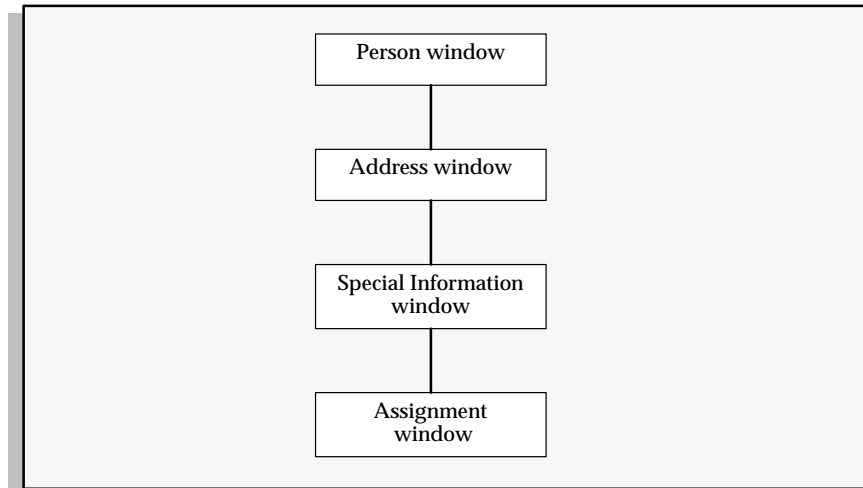 Person window
Address window
Special Information
window
Assignment
window